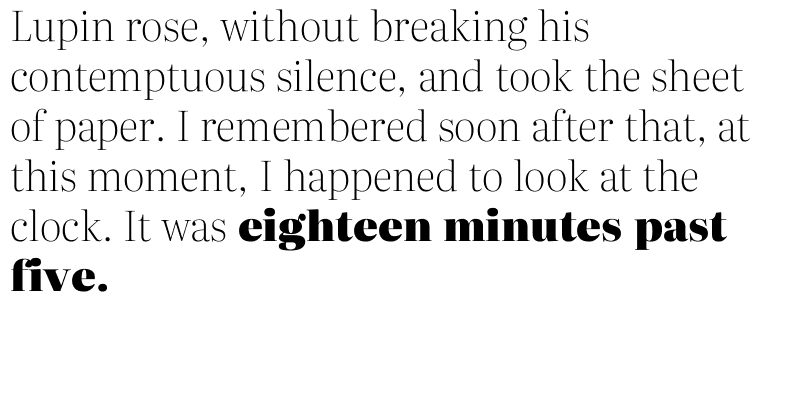 Lupin rose, without breaking his
contemptuous silence, and took the sheet
of paper. I remembered soon after that, at
this moment, I happened to look at the
clock. It was eighteen minutes past
five.